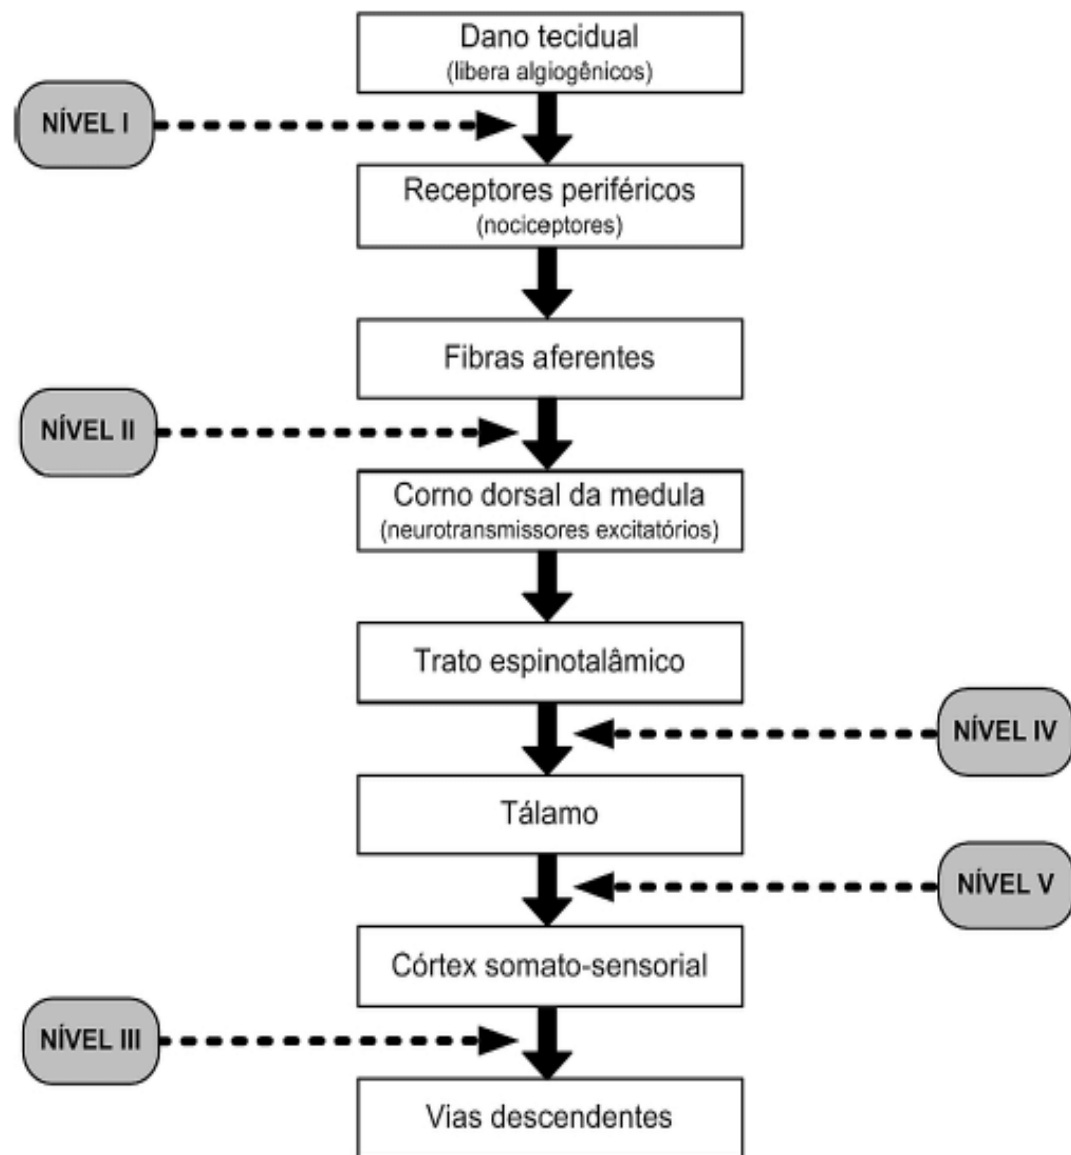 Dano tecidual
(libera algiogênicos)
NÍVEL I
Receptores periféricos
(nociceptores)
Fibras aferentes
NÍVEL II
Corno dorsal da medula
(neurotransmissores excitatórios)
Trato espinotalâmico
NÍVEL IV
Tálamo
NÍVEL V
Córtex somato-sensorial
NÍVEL III
Vias descendentes